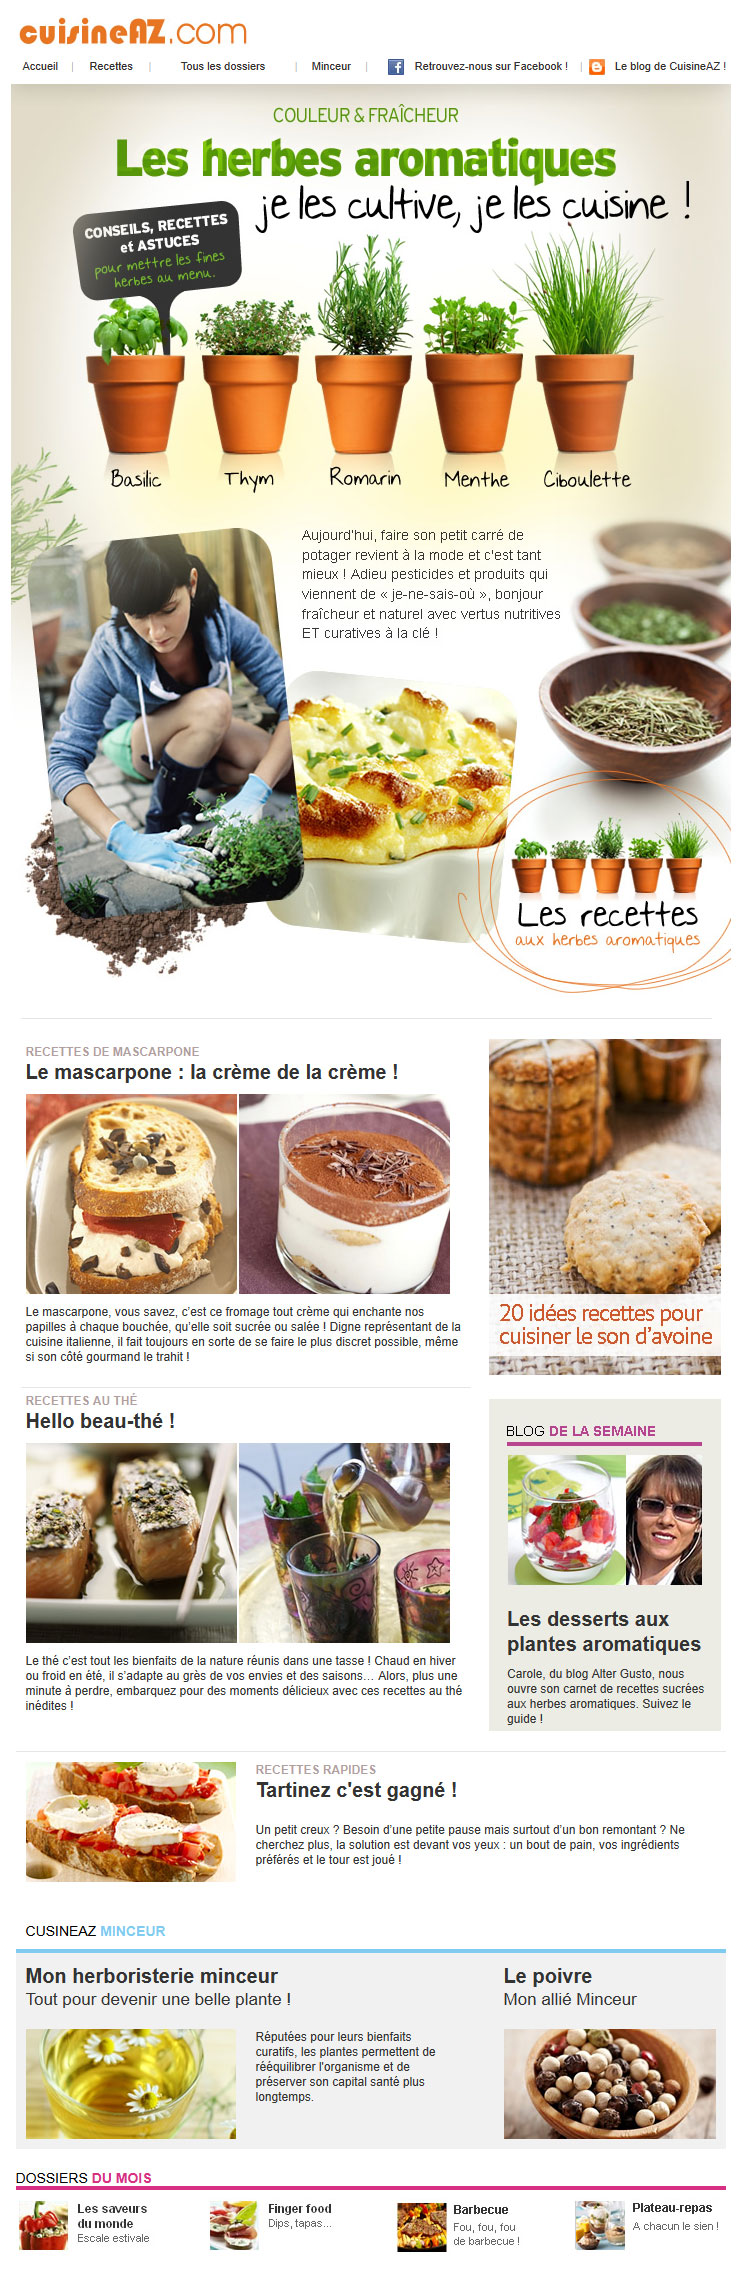 cuisineAZ.com
Accueil | Recettes | Tous les dossiers | Minceur | Retrouvez-nous sur Facebook ! | Le blog de CuisineAZ !
COULEUR & FRAÎCHEUR
Les herbes aromatiques
je les cultive, je les cuisine !
CONSEILS, RECETTES
et ASTUCES
pour mettre les fines
herbes au menu.
Basilic Thym Romarin Menthe Ciboulette
Aujourd'hui, faire son petit carré de
potager revient à la mode et c'est tant
mieux ! Adieu pesticides et produits qui
viennent de « je-ne-sais-où », bonjour
fraîcheur et naturel avec vertus nutritives
ET curatives à la clé !
Les recettes
aux herbes aromatiques
RECETTES DE MASCARPONE
Le mascarpone : la crème de la crème !
Le mascarpone, vous savez, c'est ce fromage tout crème qui enchante nos
papilles à chaque bouchée, qu'elle soit sucrée ou salée ! Digne représentant de la
cuisine italienne, il fait toujours en sorte de se faire le plus discret possible, même
si son côté gourmand le trahit !
20 idées recettes pour
cuisiner le son d'avoine
RECETTES AU THÉ
Hello beau-thé !
Le thé c'est tout les bienfaits de la nature réunis dans une tasse ! Chaud en hiver
ou froid en été, il s'adapte au grès de vos envies et des saisons... Alors, plus une
minute à perdre, embarquez pour des moments délicieux avec ces recettes au thé
inédites !
BLOG DE LA SEMAINE
Les desserts aux
plantes aromatiques
Carole, du blog Alter Gusto, nous
ouvre son carnet de recettes sucrées
aux herbes aromatiques. Suivez le
guide !
RECETTES RAPIDES
Tartinez c'est gagné !
Un petit creux ? Besoin d'une petite pause mais surtout d'un bon remontant ? Ne
cherchez plus, la solution est devant vos yeux : un bout de pain, vos ingrédients
préférés et le tour est joué !
CUSINEAZ MINCEUR
Mon herboristerie minceur
Tout pour devenir une belle plante !
Réputées pour leurs bienfaits
curatifs, les plantes permettent de
rééquilibrer l'organisme et de
préserver son capital santé plus
longtemps.
Le poivre
Mon allié Minceur
DOSSIERS DU MOIS
Les saveurs
du monde
Escale estivale
Finger food
Dips, tapas...
Barbecue
Fou, fou, fou
de barbecue !
Plateau-repas
A chacun le sien !